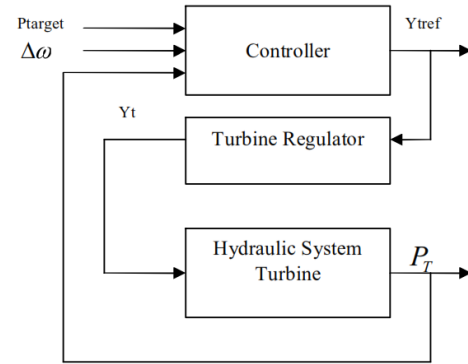 Ptarget
Ytref
Δω
Controller
Yt
Turbine Regulator
Hydraulic System
Turbine
P_T